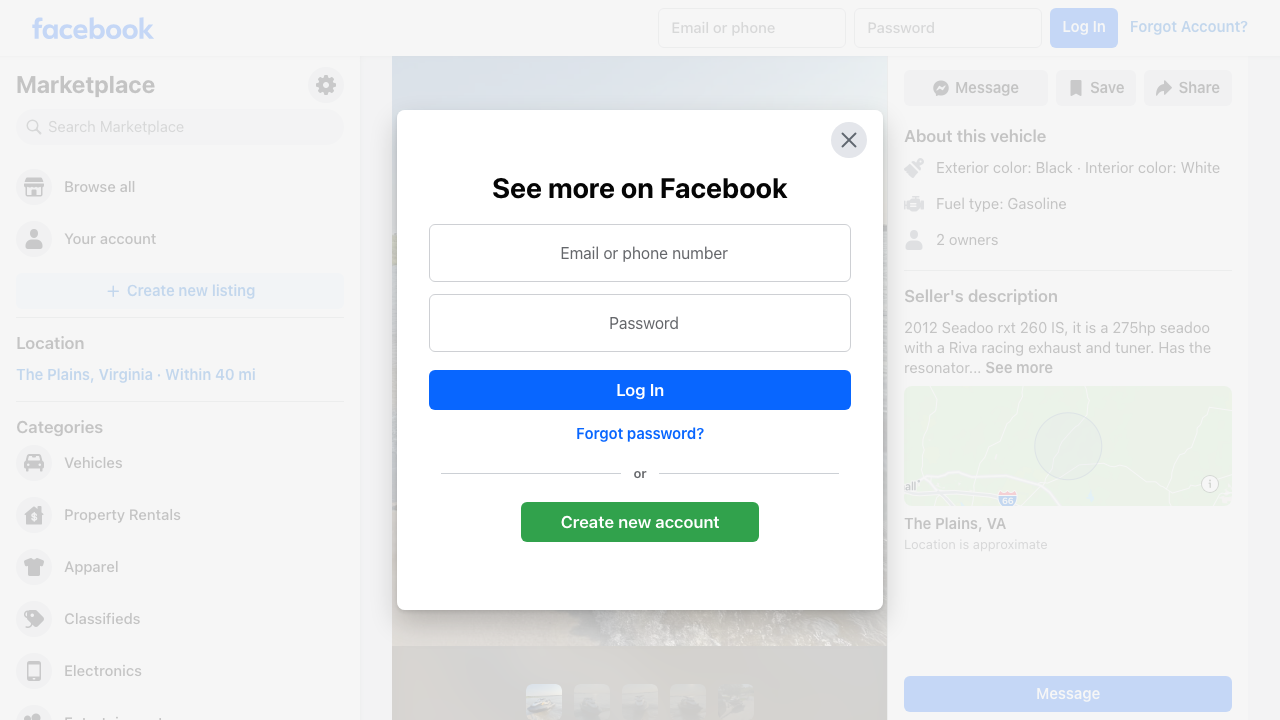 facebook
Email or phone
Password
Log In
Forgot Account?
Marketplace
Search Marketplace
Browse all
Your account
Create new listing
Location
The Plains, Virginia · Within 40 mi
Categories
Vehicles
Property Rentals
Apparel
Classifieds
Electronics
See more on Facebook
Email or phone number
Password
Log In
Forgot password?
or
Create new account
Message
Save
Share
About this vehicle
Exterior color: Black · Interior color: White
Fuel type: Gasoline
2 owners
Seller's description
2012 Seadoo rxt 260 IS, it is a 275hp seadoo
with a Riva racing exhaust and tuner. Has the
resonator... See more
66
The Plains, VA
Location is approximate
Message